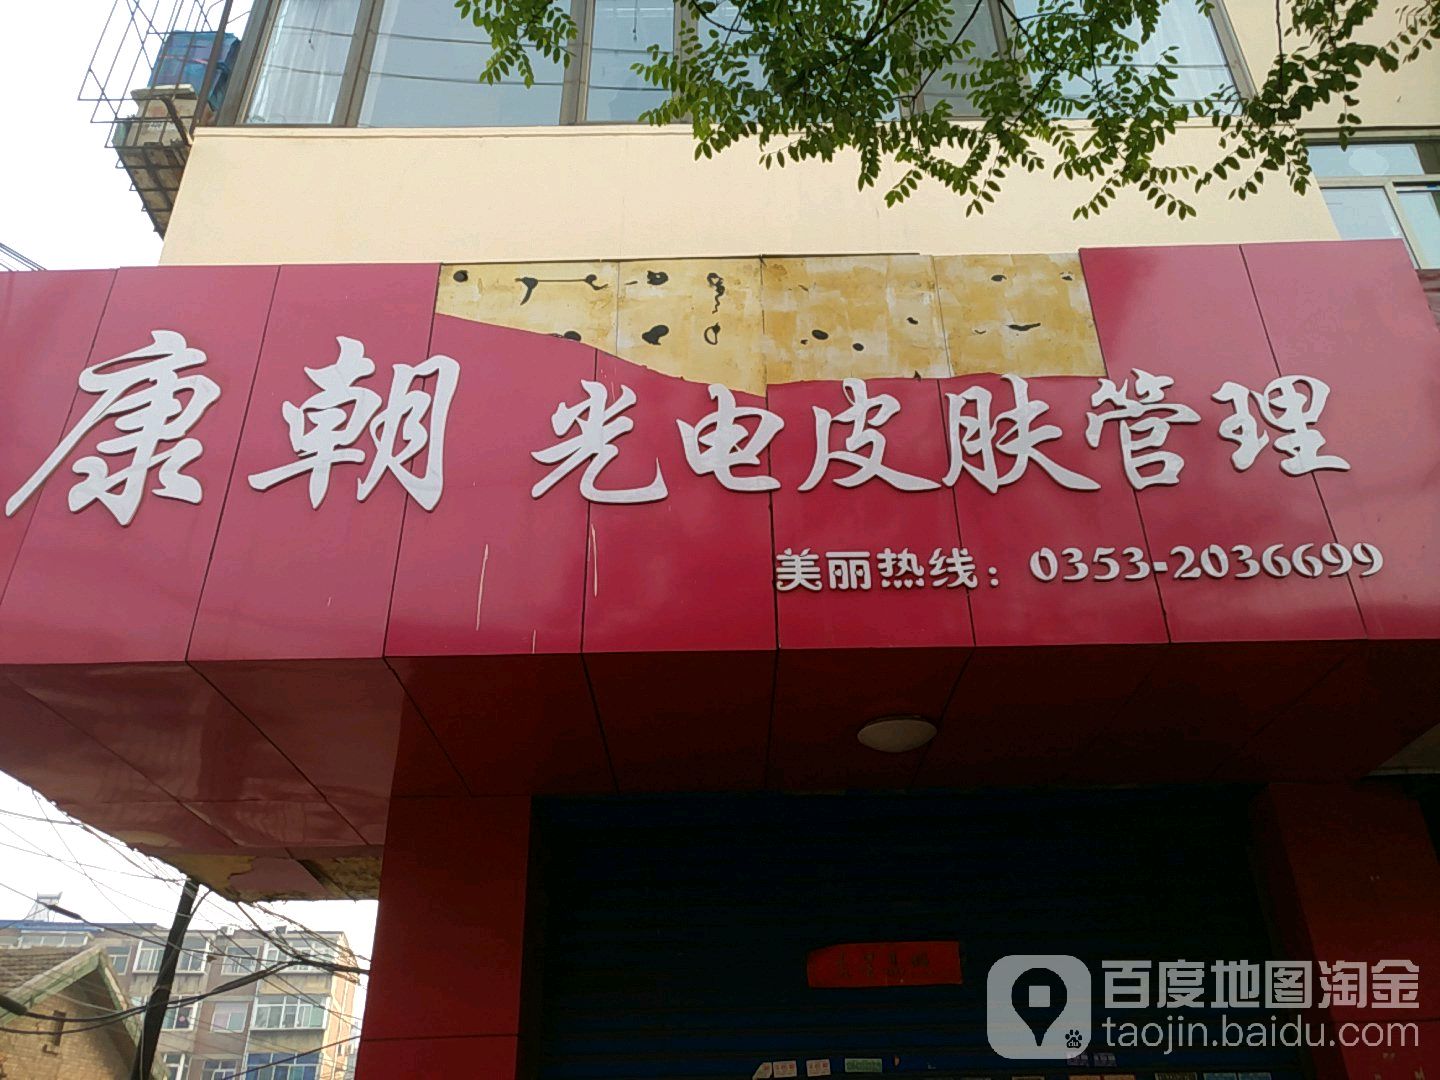 康朝 光电皮肤管理
美丽热线：0353-2036699
百度地图淘金
taojin.baidu.com